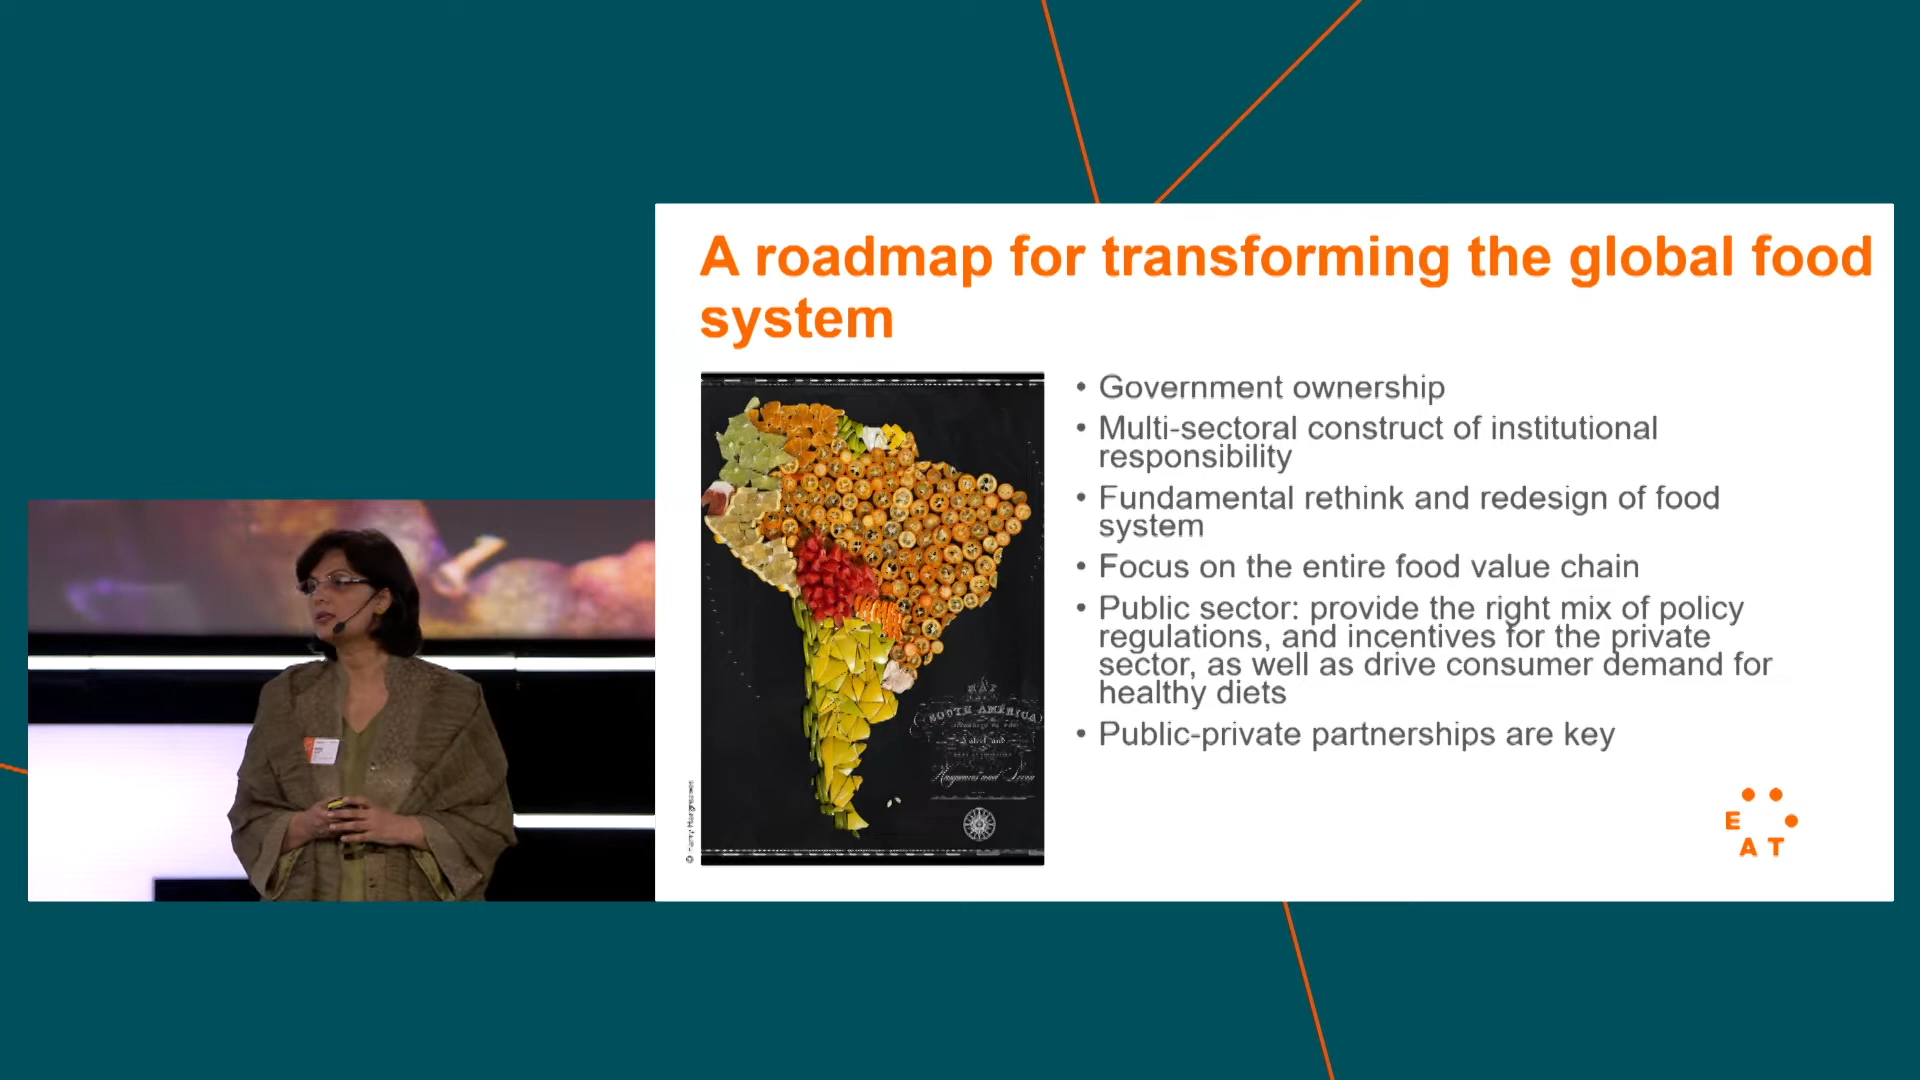 A roadmap for transforming the global food
system
• Government ownership
• Multi-sectoral construct of institutional
responsibility
• Fundamental rethink and redesign of food
system
• Focus on the entire food value chain
• Public sector: provide the right mix of policy
regulations, and incentives for the private
sector, as well as drive consumer demand for
healthy diets
• Public-private partnerships are key
SOUTH AMERICA
E
A T